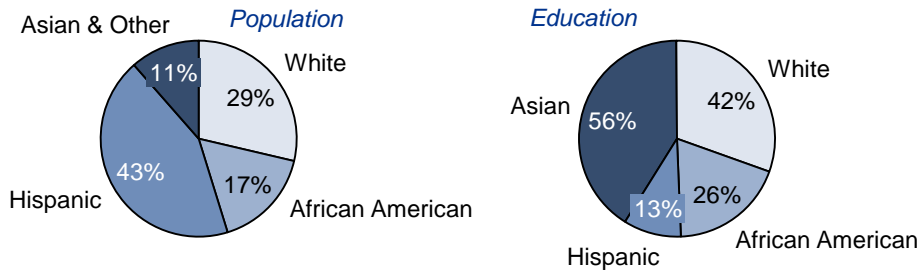 Population
Asian & Other
11%
White
29%
43%
Hispanic
17%
African American
Education
Asian
56%
White
42%
13%
Hispanic
26%
African American